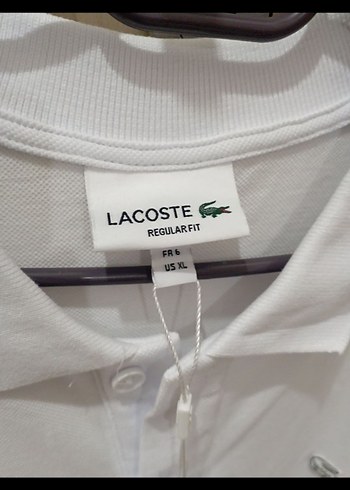 LACOSTE
REGULAR FIT
FR 6
US XL